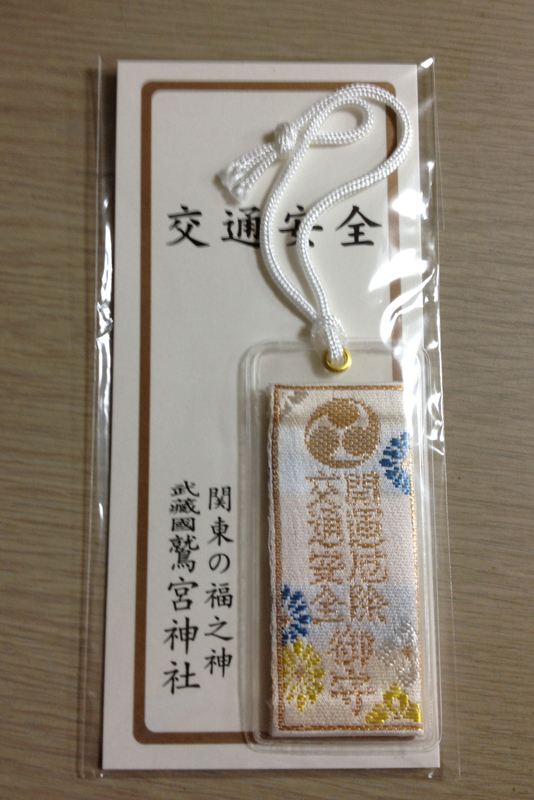 交通安全
関東の福之神
武蔵國鷲宮神社
開運厄除
交通安全
御守